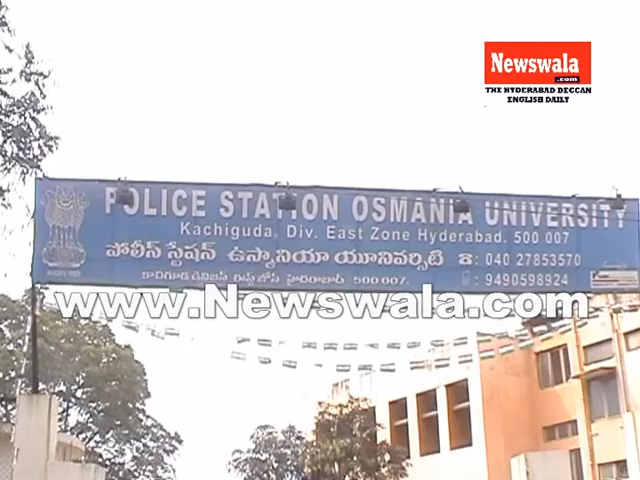 Newswala
.com
THE HYDERABAD DECCAN
ENGLISH DAILY
POLICE STATION OSMANIA UNIVERSITY
Kachiguda, Div. East Zone Hyderabad. 500 007
పోలీస్ స్టేషన్ ఉస్మానియా యూనివర్సిటీ ☎: 040 27853570
కాచిగూడ డివిజన్ ఈస్ట్ జోన్ హైదరాబాద్ 500 007. : 9490598924
www.Newswala.com